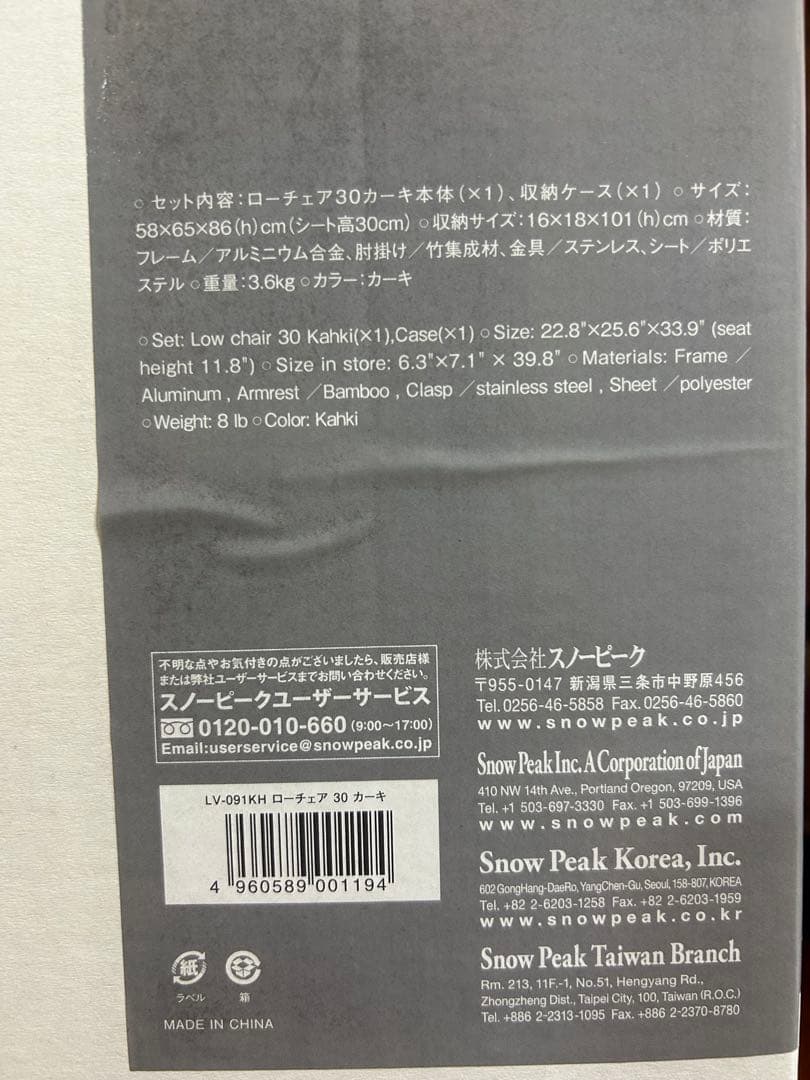 ○ セット内容：ローチェア30カーキ本体（×1）、収納ケース（×1） ○ サイズ：
58×65×86（h）cm（シート高30cm） ○収納サイズ：16×18×101（h）cm ○材質：
フレーム／アルミニウム合金、肘掛け／竹集成材、金具／ステンレス、シート／ポリエ
ステル ○重量：3.6kg ○カラー：カーキ
○Set: Low chair 30 Kahki(×1),Case(×1) ○Size: 22.8"×25.6"×33.9" (seat
height 11.8") ○Size in store: 6.3"×7.1" × 39.8" ○Materials: Frame ／
Aluminum , Armrest ／Bamboo , Clasp ／stainless steel , Sheet ／polyester
○Weight: 8 lb ○Color: Kahki
不明な点やお気付きの点がございましたら、販売店様
または弊社ユーザーサービスまでお問い合わせください。
スノーピークユーザーサービス
0120-010-660 (9:00〜17:00)
Email:userservice@snowpeak.co.jp
LV-091KH ローチェア 30 カーキ
4 960589 001194
紙
ラベル
箱
MADE IN CHINA
株式会社スノーピーク
〒955-0147 新潟県三条市中野原456
Tel.0256-46-5858 Fax.0256-46-5860
www.snowpeak.co.jp
Snow Peak Inc. A Corporation of Japan
410 NW 14th Ave., Portland Oregon, 97209, USA
Tel. +1 503-697-3330 Fax. +1 503-699-1396
www.snowpeak.com
Snow Peak Korea, Inc.
602 GongHang-DaeRo, YangChen-Gu, Seoul, 158-807, KOREA
Tel. +82 2-6203-1258 Fax. +82 2-6203-1959
www.snowpeak.co.kr
Snow Peak Taiwan Branch
Rm. 213, 11F.-1, No.51, Hengyang Rd.,
Zhongzheng Dist., Taipei City, 100, Taiwan (R.O.C.)
Tel. +886 2-2313-1095 Fax. +886 2-2370-8780